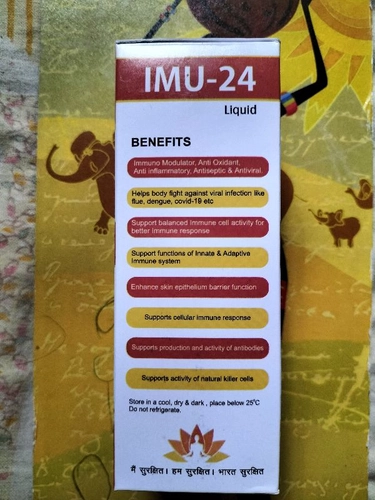 IMU-24
Liquid
BENEFITS
Immuno Modulator, Anti Oxidant,
Anti inflammatory, Antiseptic & Antiviral.
Helps body fight against viral infection like
flue, dengue, covid-19 etc
Support balanced Immune cell activity for
better Immune response
Support functions of Innate & Adaptive
Immune system
Enhance skin epithelium barrier function
Supports cellular immune response
Supports production and activity of antibodies
Supports activity of natural killer cells
Store in a cool, dry & dark , place below 25°C
Do not refrigerate.
मैं सुरक्षित। हम सुरक्षित। भारत सुरक्षित